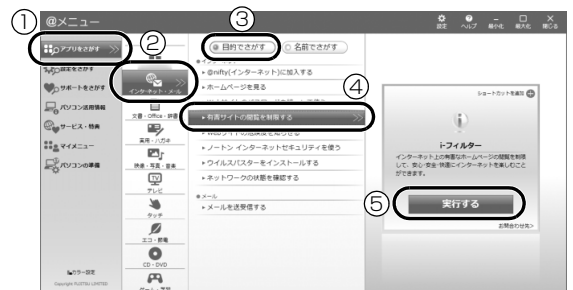 ①
@メニュー
②
③
④
⑤
設定
ヘルプ
最小化
最大化
閉じる
アプリをさがす
設定をさがす
サポートをさがす
パソコン活用情報
サービス・特典
マイメニュー
パソコンの準備
カラー設定
Copyright FUJITSU LIMITED
インターネット・メール
文書・Office・辞書
実用・ハガキ
映像・写真・音楽
テレビ
タッチ
エコ・節電
CD・DVD
目的でさがす
名前でさがす
@nifty(インターネット)に加入する
ホームページを見る
有害サイトの閲覧を制限する
ノートン インターネットセキュリティを使う
ウイルスバスターをインストールする
ネットワークの状態を確認する
メール
メールを送受信する
ショートカットを追加
i-フィルター
インターネット上の有害なホームページの閲覧を制限
して、安心・安全・快適にインターネットを楽しむこと
ができます。
実行する
お問合わせ先>